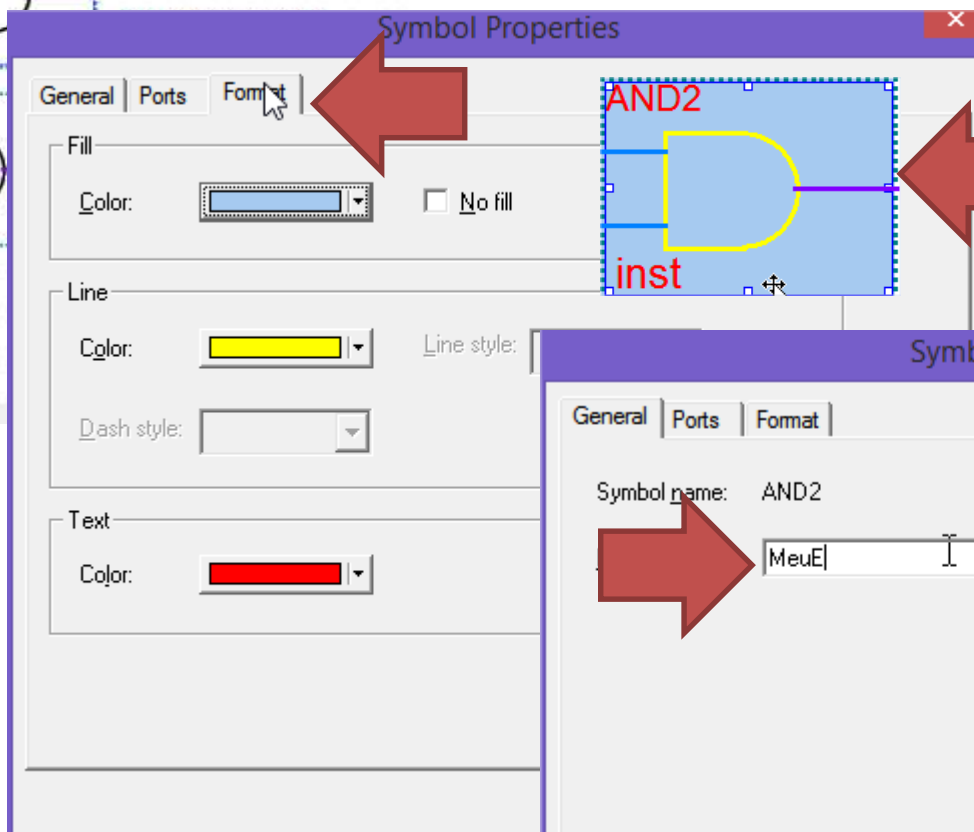 Symbol Properties
General Ports Format
Fill
Color: No fill
Line
Color: Line style:
Dash style:
Text
Color:
AND2
inst
General Ports Format
Symbol name: AND2
MeuE